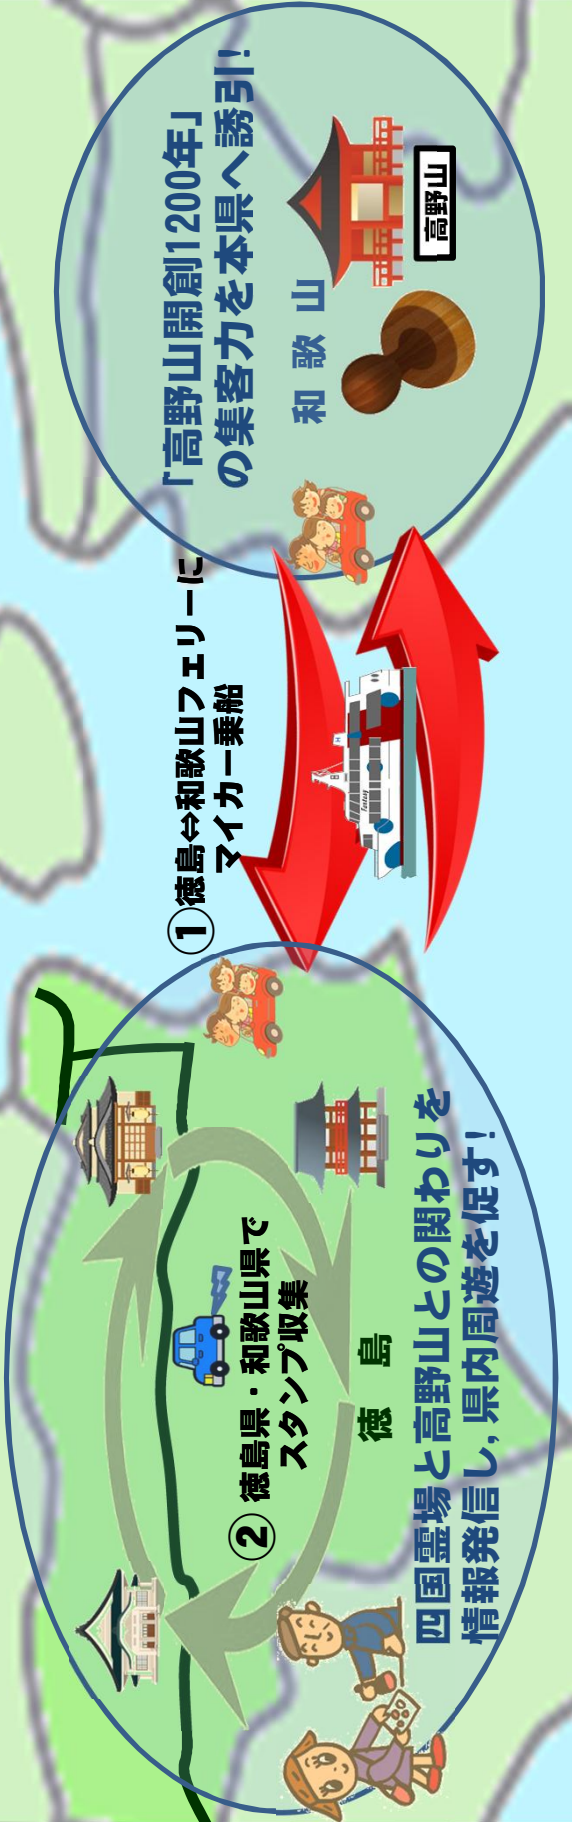 「高野山開創1200年」
の集客力を本県へ誘引!
和歌山
高野山
①徳島⇔和歌山フェリーに
マイカー乗船
②徳島県・和歌山県で
スタンプ収集
徳島
四国霊場と高野山との関わりを
情報発信し,県内周遊を促す!